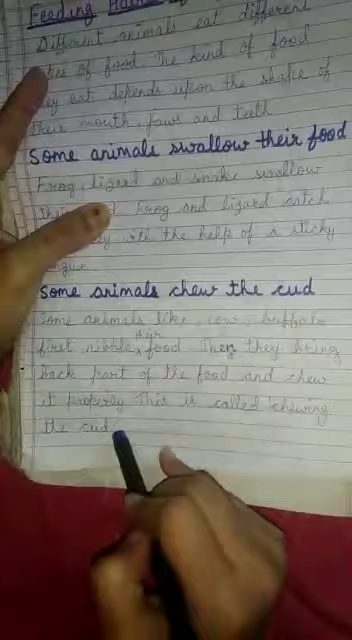 Feeding Habits
Different animals eat different
of food. The kind of food
eat depends upon the shape of
their mouth, jaws and teeth
Some animals swallow their food
Frog, lizard and snake swallow
frog and lizard catch
with the help of a sticky
tongue
Some animals chew the cud
Some animals like cow, buffalo
first nibble their food Then they bring
back part of the food and chew
it properly This is called 'chewing
the cud